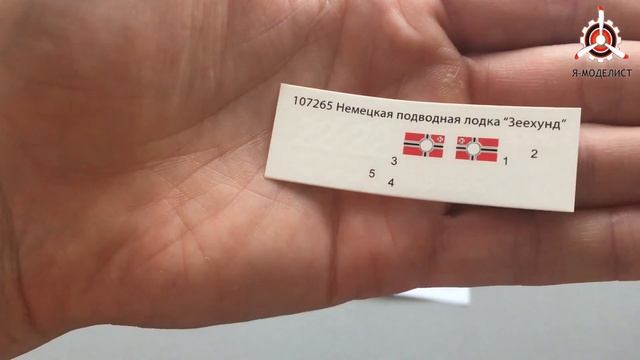 Я-МОДЕЛИСТ
107265 Немецкая подводная лодка "Зеехунд"
3 1 2
5 4